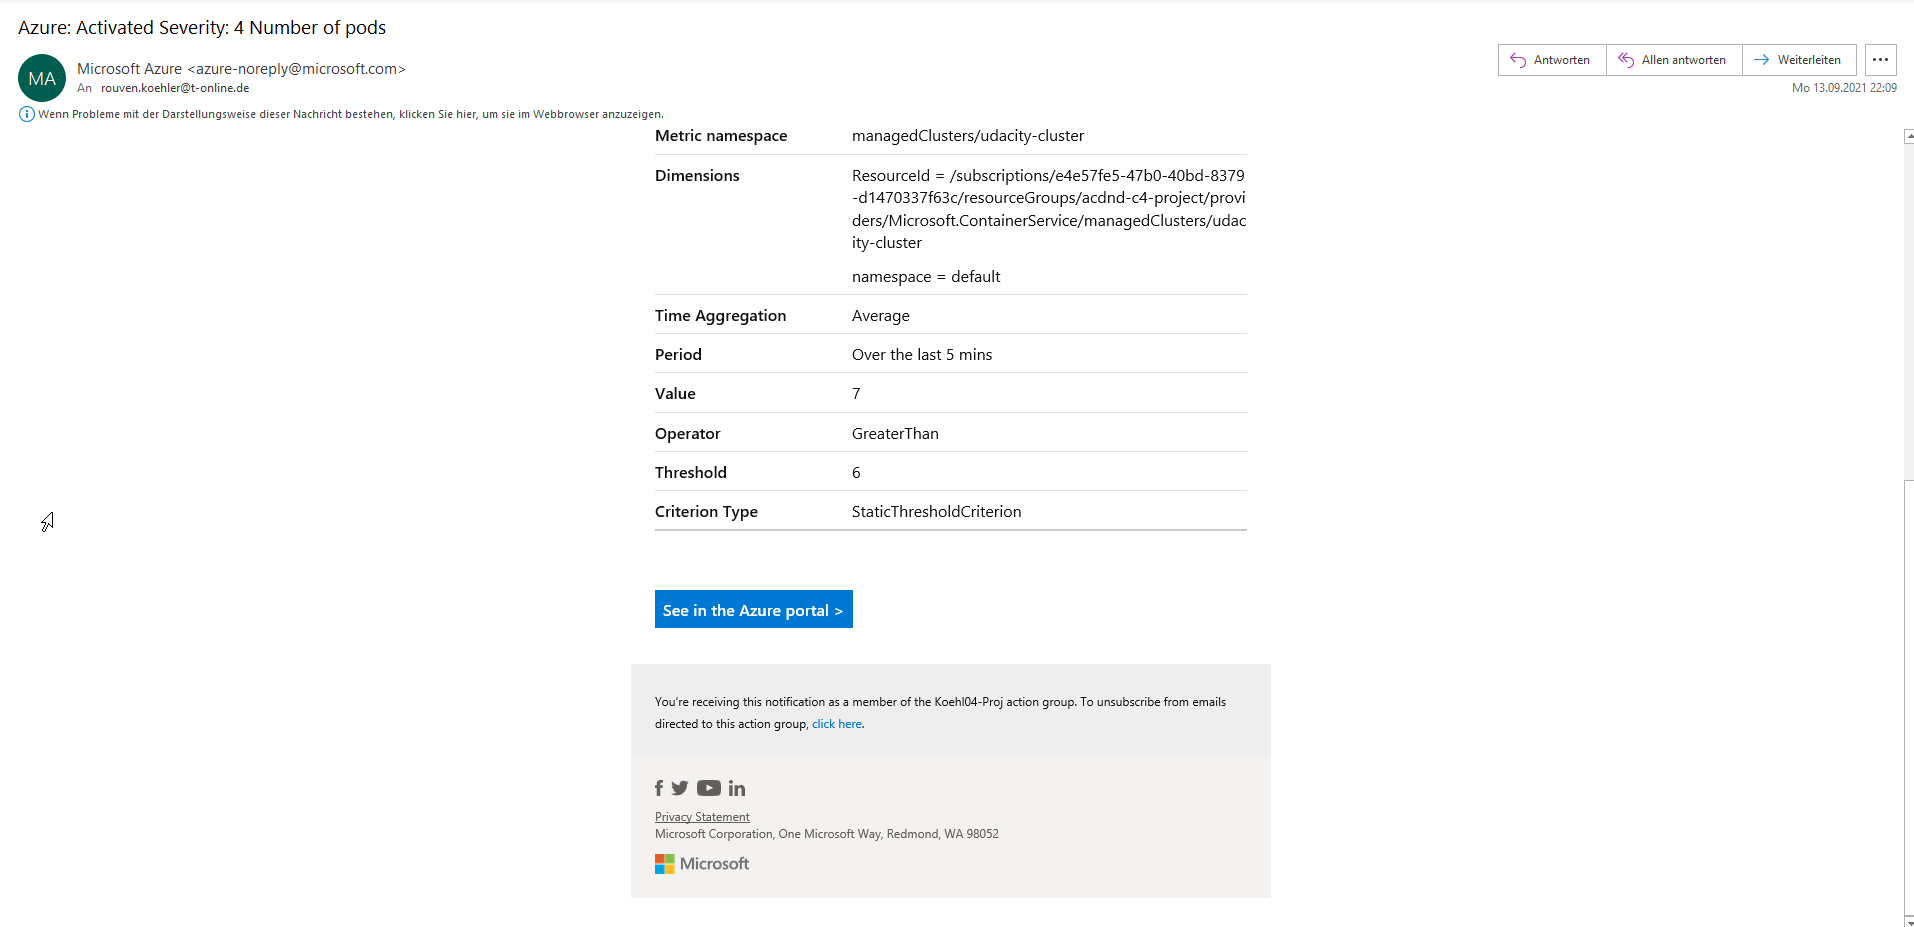 Azure: Activated Severity: 4 Number of pods
MA
Microsoft Azure <azure-noreply@microsoft.com>
An rouven.koehler@t-online.de
Antworten
Allen antworten
Weiterleiten
Mo 13.09.2021 22:09
Wenn Probleme mit der Darstellungsweise dieser Nachricht bestehen, klicken Sie hier, um sie im Webbrowser anzuzeigen.
Metric namespace managedClusters/udacity-cluster
Dimensions ResourceId = /subscriptions/e4e57fe5-47b0-40bd-8379
-d1470337f63c/resourceGroups/acdnd-c4-project/provi
ders/Microsoft.ContainerService/managedClusters/udac
ity-cluster
namespace = default
Time Aggregation Average
Period Over the last 5 mins
Value 7
Operator GreaterThan
Threshold 6
Criterion Type StaticThresholdCriterion
See in the Azure portal >
You're receiving this notification as a member of the Koehl04-Proj action group. To unsubscribe from emails
directed to this action group, click here.
Privacy Statement
Microsoft Corporation, One Microsoft Way, Redmond, WA 98052
Microsoft